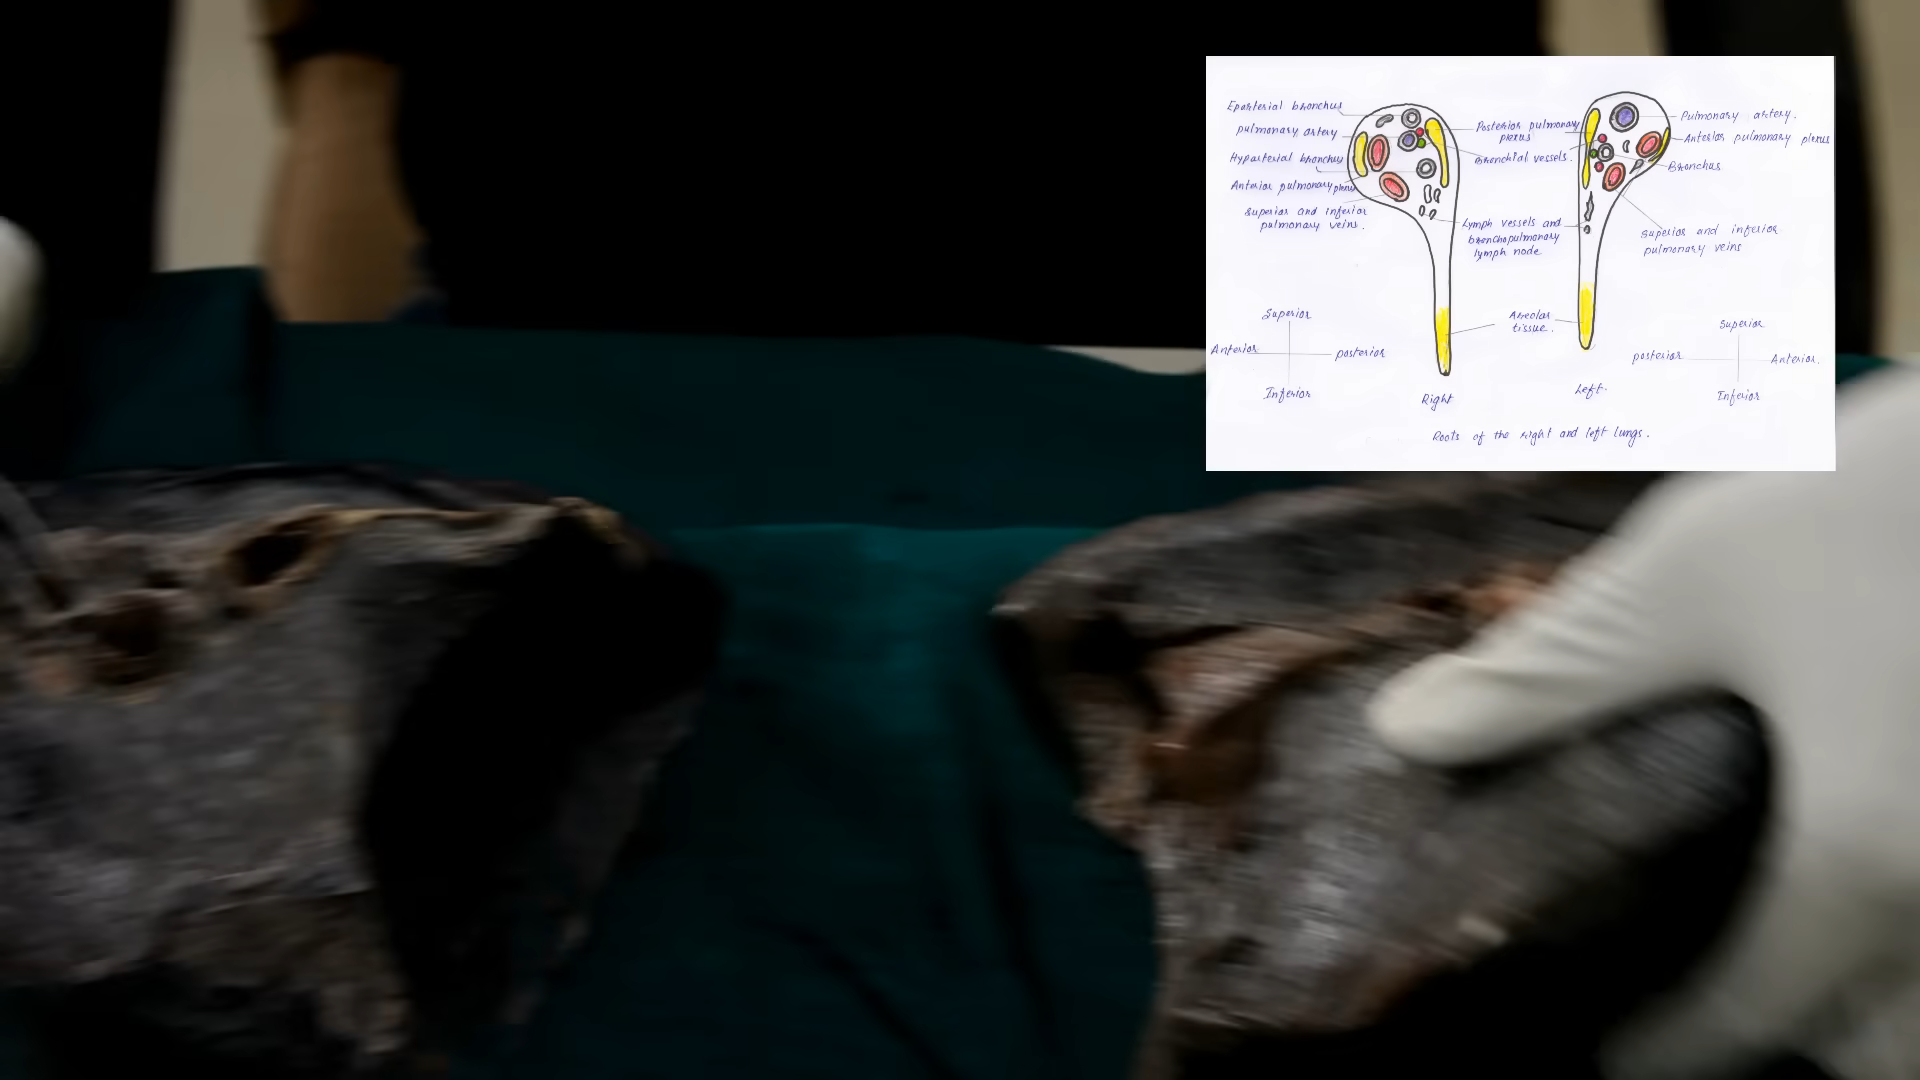 Eparterial bronchus
pulmonary artery
Hyparterial bronchus
Anterior pulmonary plexus
Superior and inferior
pulmonary veins.
Posterior pulmonary
plexus
Bronchial vessels.
Lymph vessels and
bronchopulmonary
lymph node
Areolar
tissue.
Pulmonary artery.
Anterior pulmonary plexus
Bronchus
Superior and inferior
pulmonary veins
Superior
Anterior posterior
Inferior
Right
Left.
Superior
posterior Anterior.
Inferior
Roots of the right and left lungs.